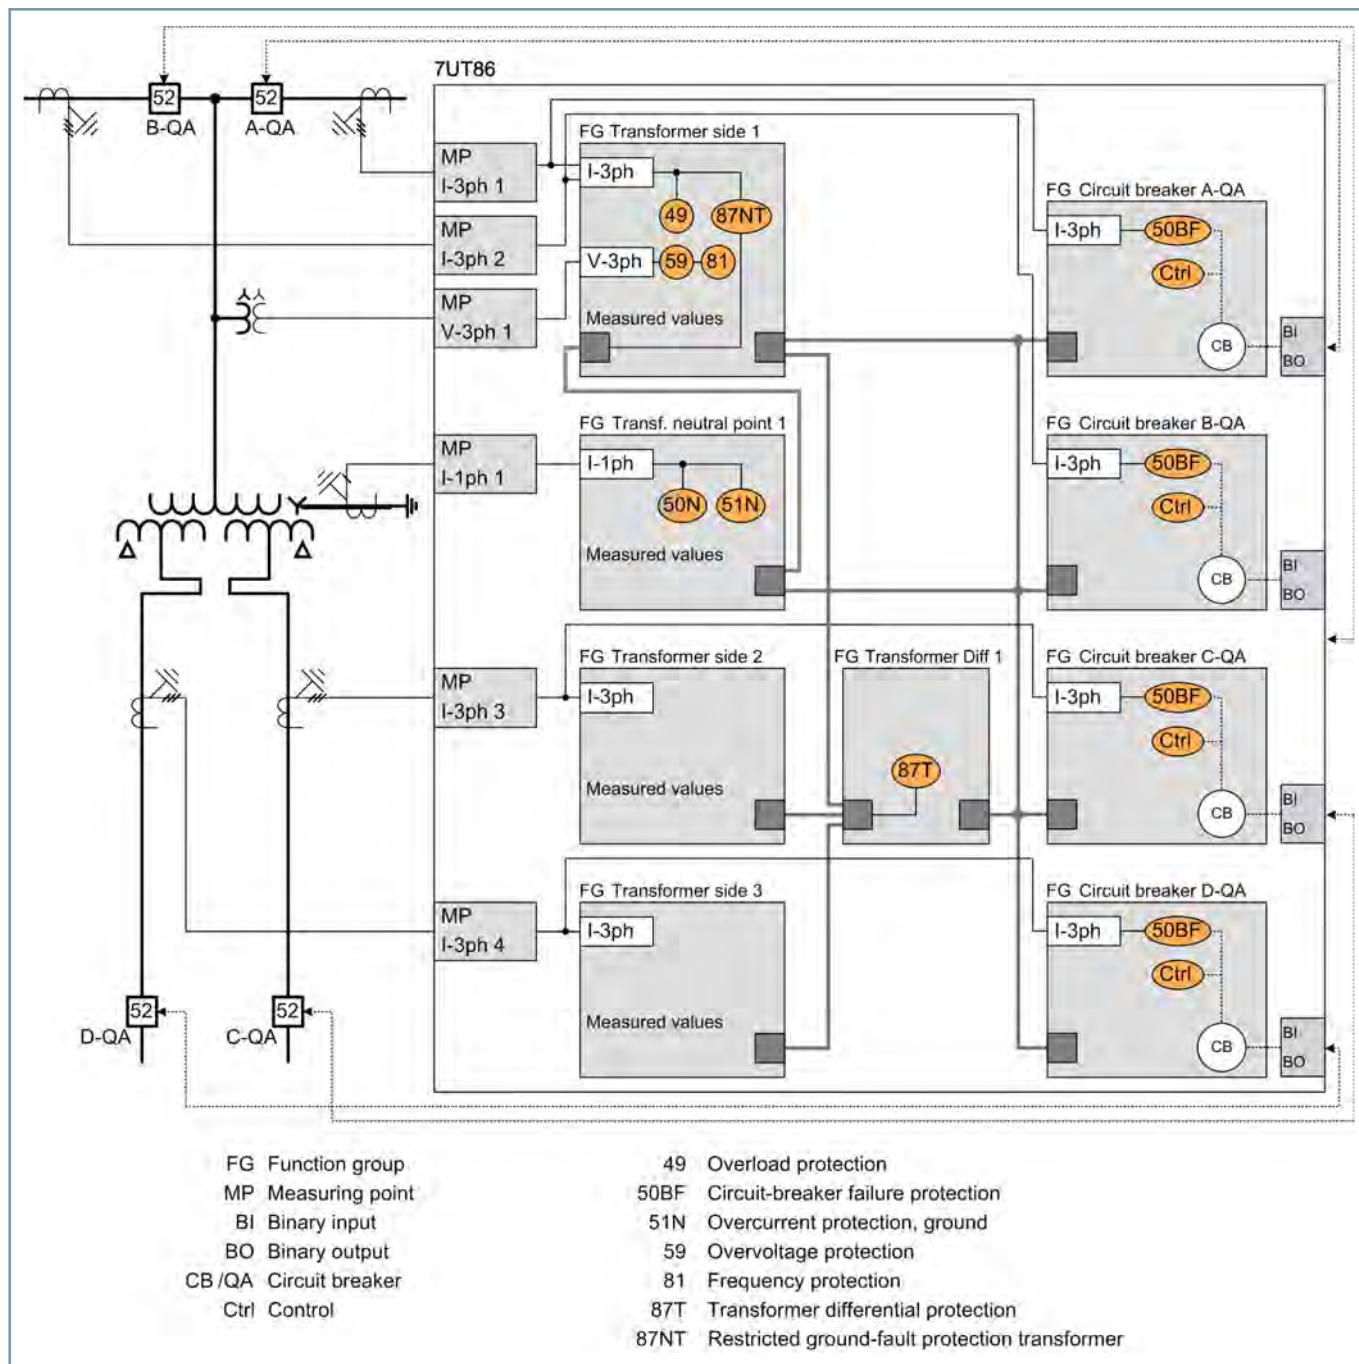 7UT86
52
52
B-QA
A-QA
MP
I-3ph 1
MP
I-3ph 2
MP
V-3ph 1
FG Transformer side 1
I-3ph
49
87NT
V-3ph
59
81
Measured values
FG Circuit breaker A-QA
I-3ph
50BF
Ctrl
CB
BI
BO
MP
I-1ph 1
FG Transf. neutral point 1
I-1ph
50N
51N
Measured values
FG Circuit breaker B-QA
I-3ph
50BF
Ctrl
CB
BI
BO
MP
I-3ph 3
FG Transformer side 2
I-3ph
Measured values
FG Transformer Diff 1
87T
FG Circuit breaker C-QA
I-3ph
50BF
Ctrl
CB
BI
BO
MP
I-3ph 4
FG Transformer side 3
I-3ph
Measured values
FG Circuit breaker D-QA
I-3ph
50BF
Ctrl
CB
BI
BO
52
52
D-QA
C-QA
FG Function group
MP Measuring point
BI Binary input
BO Binary output
CB /QA Circuit breaker
Ctrl Control
49 Overload protection
50BF Circuit-breaker failure protection
51N Overcurrent protection, ground
59 Overvoltage protection
81 Frequency protection
87T Transformer differential protection
87NT Restricted ground-fault protection transformer